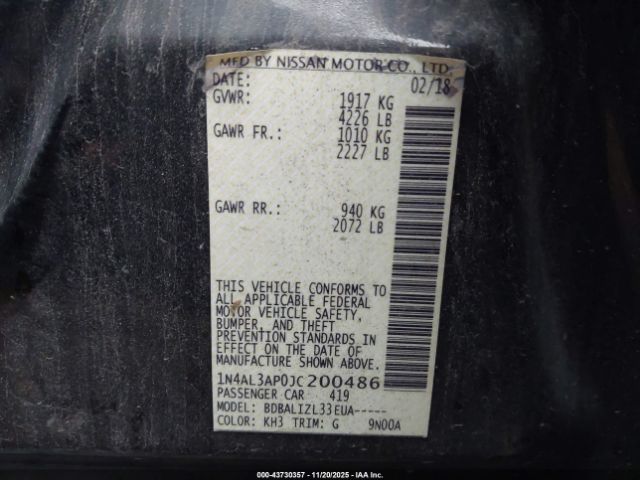 MFD BY NISSAN MOTOR CO., LTD.
DATE: 02/18
GVWR: 1917 KG
4226 LB
GAWR FR.: 1010 KG
2227 LB
GAWR RR.: 940 KG
2072 LB
THIS VEHICLE CONFORMS TO
ALL APPLICABLE FEDERAL
MOTOR VEHICLE SAFETY,
BUMPER, AND THEFT
PREVENTION STANDARDS IN
EFFECT ON THE DATE OF
MANUFACTURE SHOWN ABOVE.
1N4AL3AP0JC200486
PASSENGER CAR 419
MODEL: BDBALIZL33EUA-----
COLOR: KH3 TRIM: G 9N00A
000-43730357 - 11/20/2025 - IAA Inc.